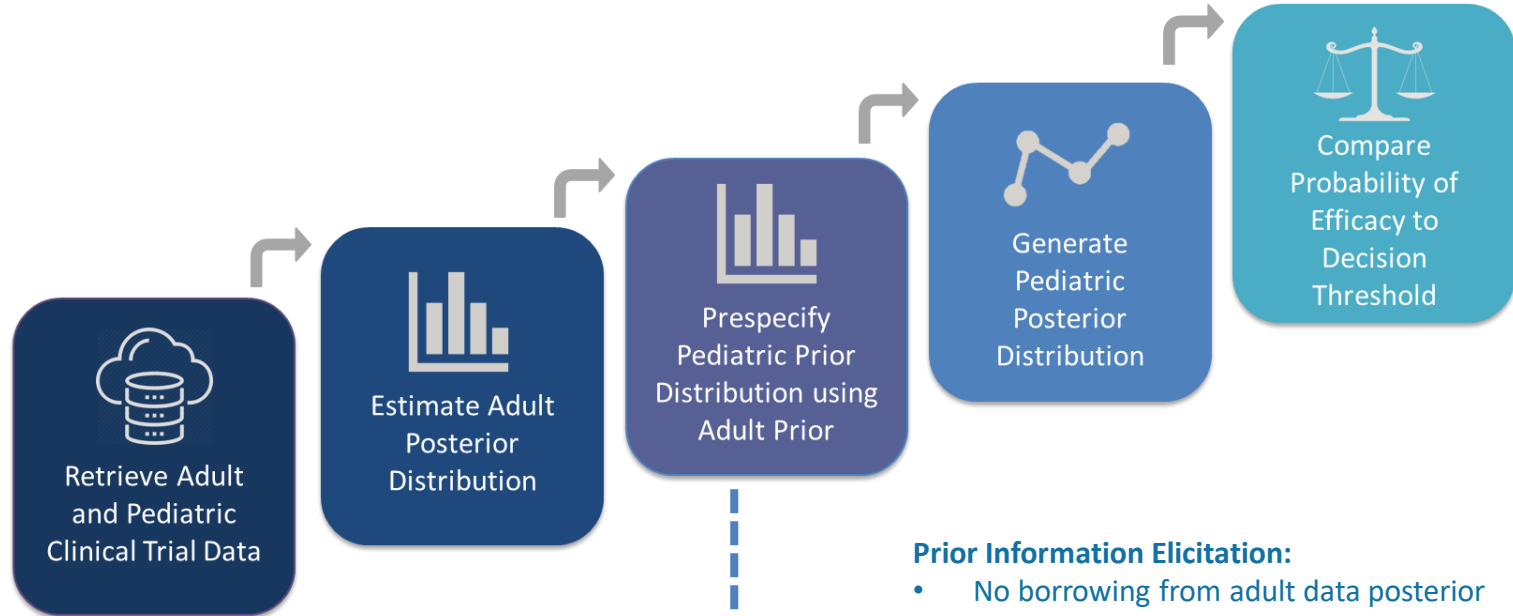 Retrieve Adult
and Pediatric
Clinical Trial Data
Estimate Adult
Posterior
Distribution
Prespecify
Pediatric Prior
Distribution using
Adult Prior
Generate
Pediatric
Posterior
Distribution
Compare
Probability of
Efficacy to
Decision
Threshold
Prior Information Elicitation:
• No borrowing from adult data posterior